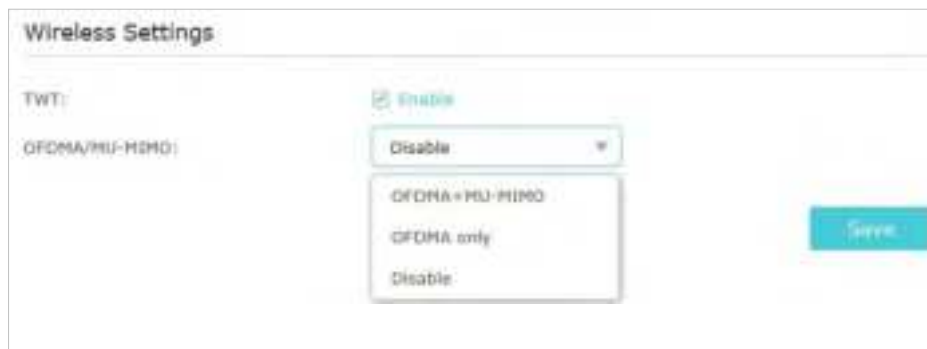 Wireless Settings
TWT: Enable
OFDMA/MU-MIMO: Disable
OFDMA+MU-MIMO
OFDMA only
Save
Disable